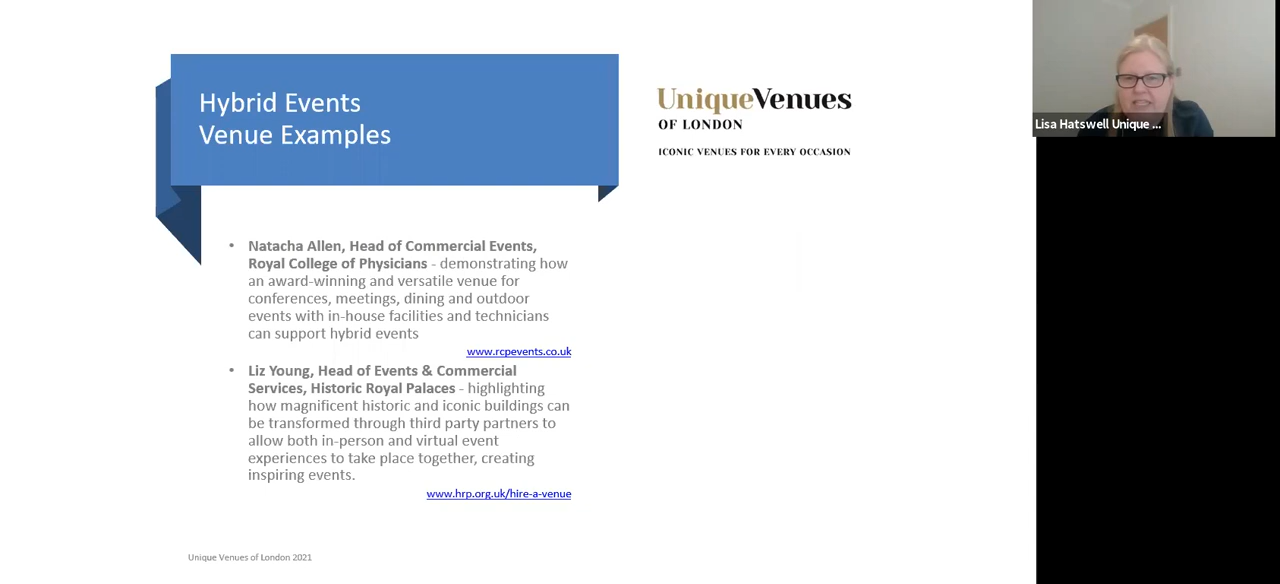 Hybrid Events
Venue Examples
UniqueVenues
OF LONDON
ICONIC VENUES FOR EVERY OCCASION
Lisa Hatswell Unique ...
• Natacha Allen, Head of Commercial Events,
Royal College of Physicians - demonstrating how
an award-winning and versatile venue for
conferences, meetings, dining and outdoor
events with in-house facilities and technicians
can support hybrid events
www.rcpevents.co.uk
• Liz Young, Head of Events & Commercial
Services, Historic Royal Palaces - highlighting
how magnificent historic and iconic buildings can
be transformed through third party partners to
allow both in-person and virtual event
experiences to take place together, creating
inspiring events.
www.hrp.org.uk/hire-a-venue
Unique Venues of London 2021